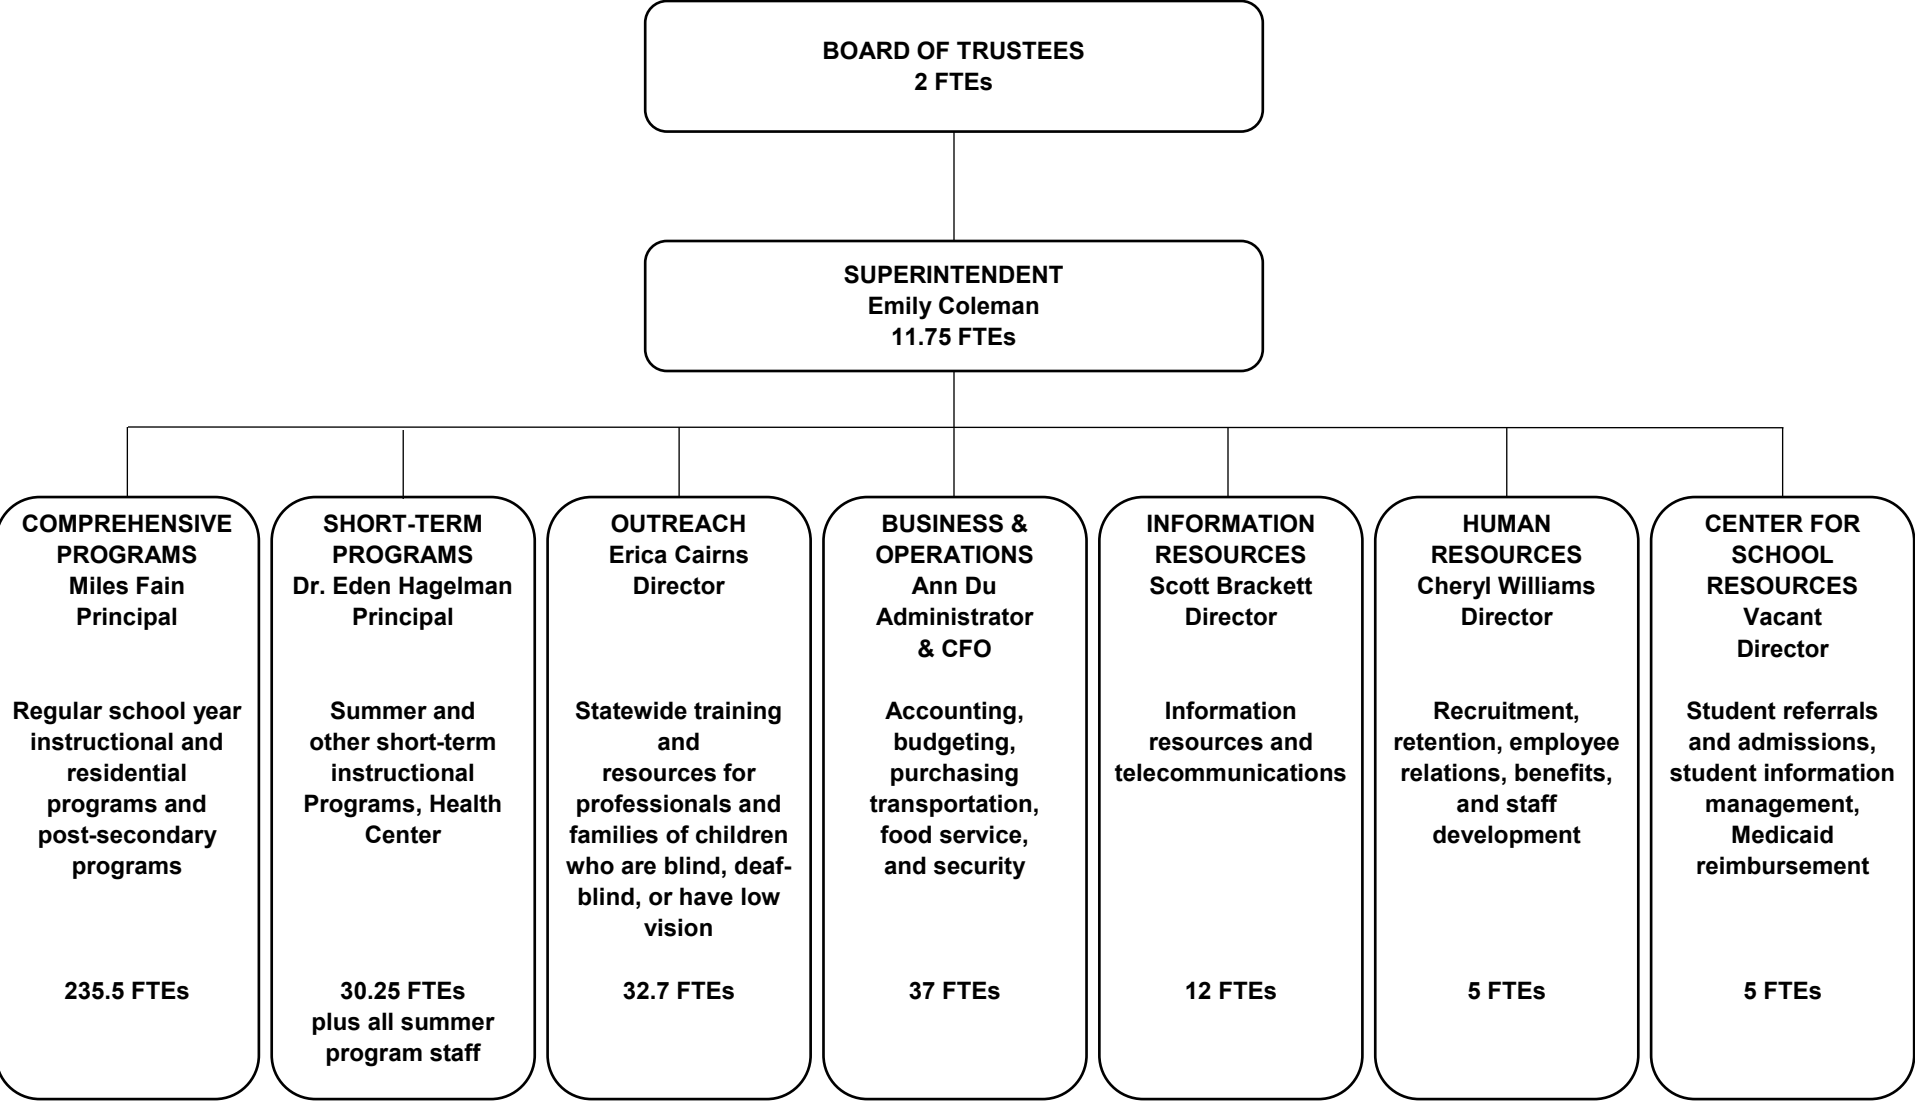 BOARD OF TRUSTEES
2 FTEs
SUPERINTENDENT
Emily Coleman
11.75 FTEs
COMPREHENSIVE
PROGRAMS
Miles Fain
Principal
Regular school year
instructional and
residential
programs and
post-secondary
programs
235.5 FTEs
SHORT-TERM
PROGRAMS
Dr. Eden Hagelman
Principal
Summer and
other short-term
instructional
Programs, Health
Center
30.25 FTEs
plus all summer
program staff
OUTREACH
Erica Cairns
Director
Statewide training
and
resources for
professionals and
families of children
who are blind, deaf-
blind, or have low
vision
32.7 FTEs
BUSINESS &
OPERATIONS
Ann Du
Administrator
& CFO
Accounting,
budgeting,
purchasing
transportation,
food service,
and security
37 FTEs
INFORMATION
RESOURCES
Scott Brackett
Director
Information
resources and
telecommunications
12 FTEs
HUMAN
RESOURCES
Cheryl Williams
Director
Recruitment,
retention, employee
relations, benefits,
and staff
development
5 FTEs
CENTER FOR
SCHOOL
RESOURCES
Vacant
Director
Student referrals
and admissions,
student information
management,
Medicaid
reimbursement
5 FTEs